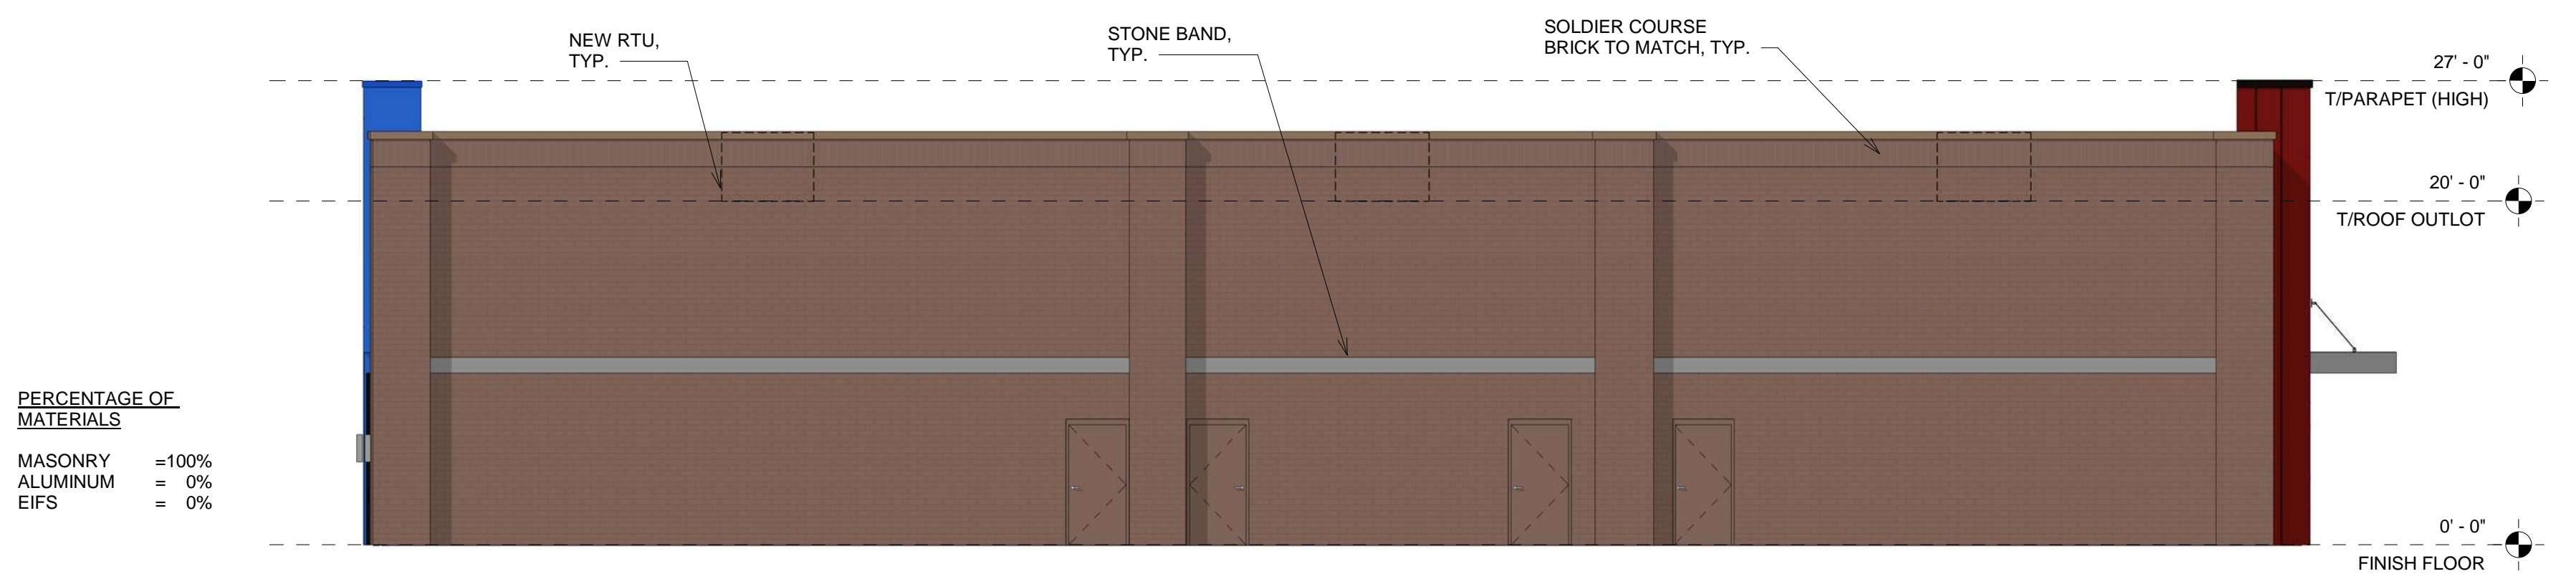 NEW RTU,
TYP.
STONE BAND,
TYP.
SOLDIER COURSE
BRICK TO MATCH, TYP.
27' - 0"
T/PARAPET (HIGH)
20' - 0"
T/ROOF OUTLOT
PERCENTAGE OF
MATERIALS
MASONRY =100%
ALUMINUM = 0%
EIFS = 0%
0' - 0"
FINISH FLOOR